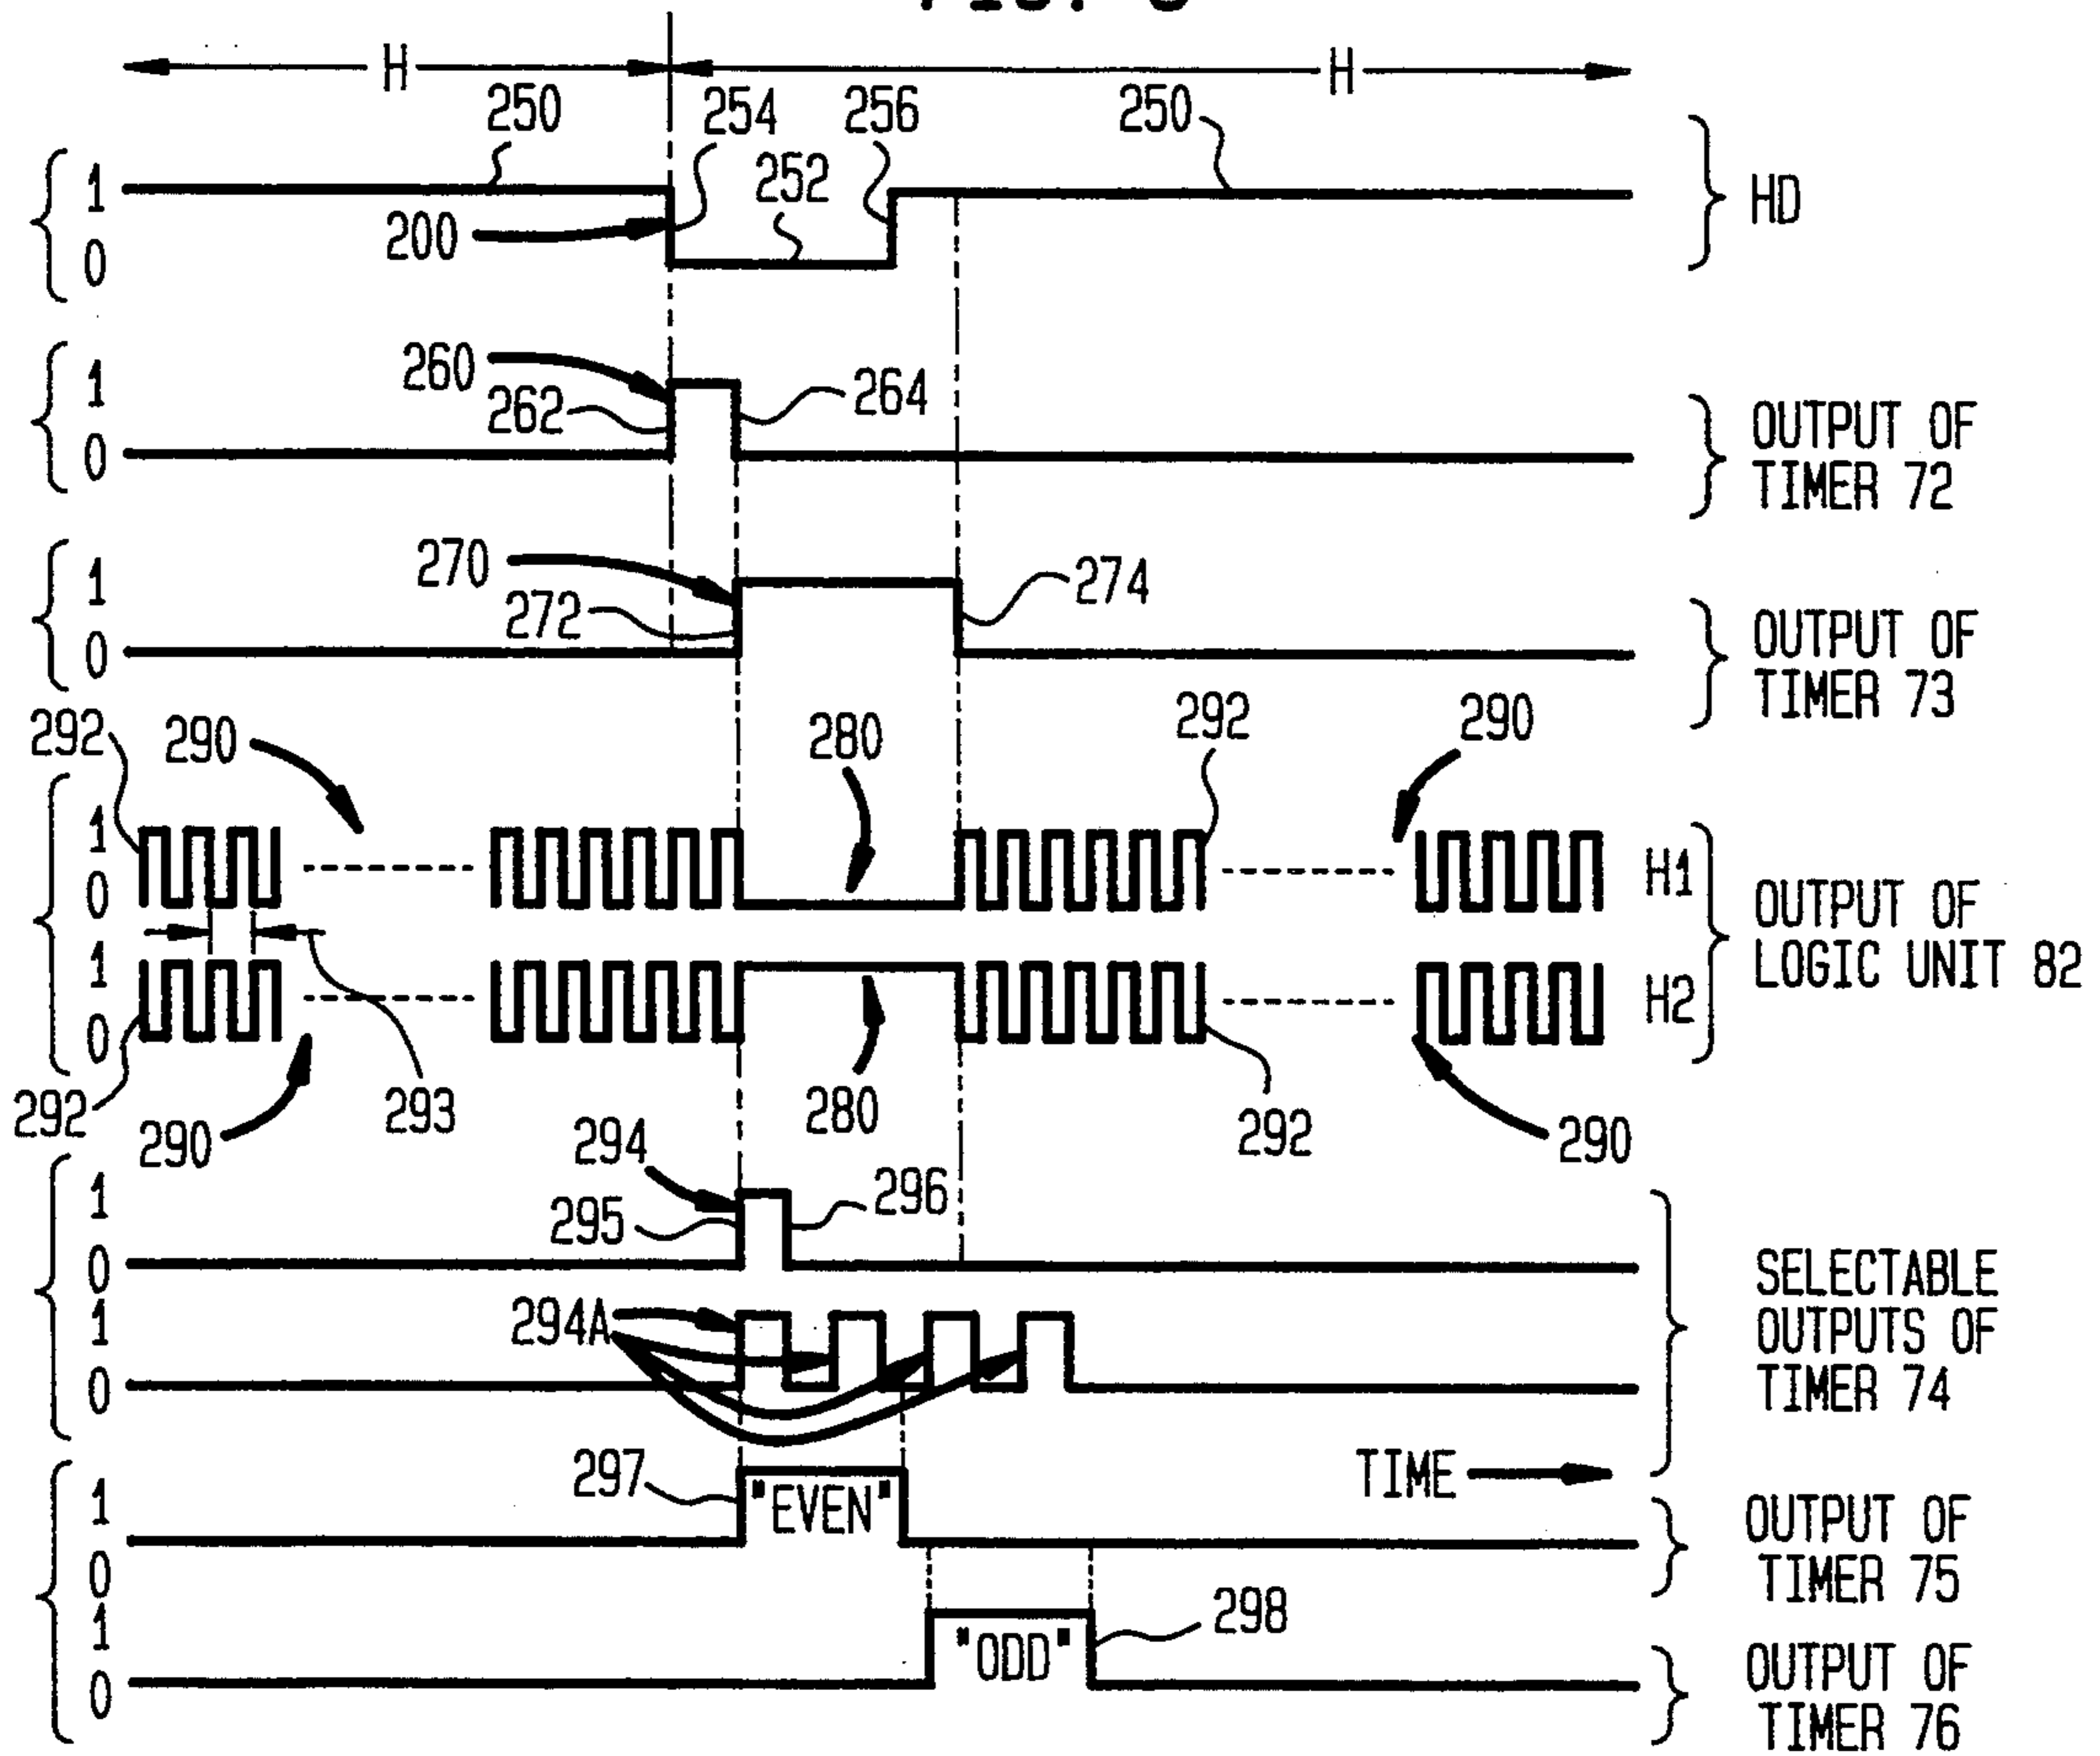 H H
250 254 256 250
252
1
200
0
HD
1
260
262 264
0
OUTPUT OF
TIMER 72
1
270
272 274
0
OUTPUT OF
TIMER 73
292 290 280 292 290
1
0
H1
1
0
H2
OUTPUT OF
LOGIC UNIT 82
292 290 293 280 292 290
294
1
295 296
0
1
294A
0
SELECTABLE
OUTPUTS OF
TIMER 74
TIME
297
1
"EVEN"
0
OUTPUT OF
TIMER 75
1
"ODD"
298
0
OUTPUT OF
TIMER 76